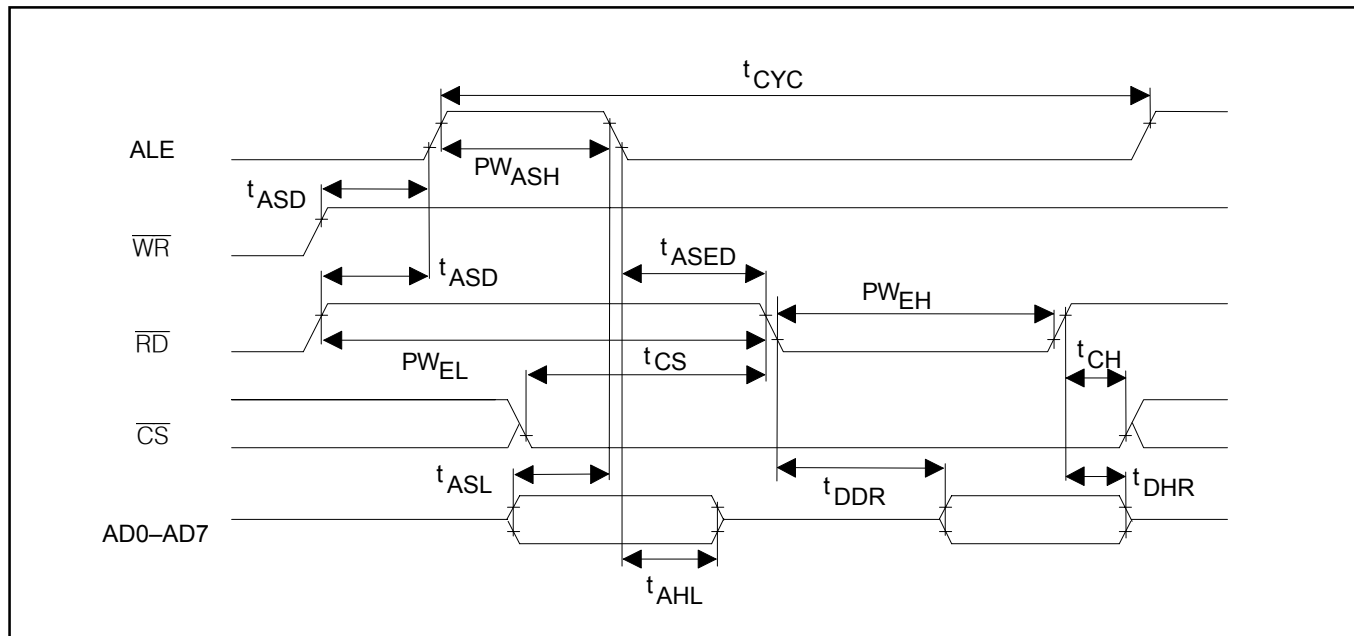 tCYC
ALE
PWASH
tASD
WR
tASED
tASD
PWEH
RD
PWEL
tCS
tCH
CS
tASL
tDDR
tDHR
AD0–AD7
tAHL